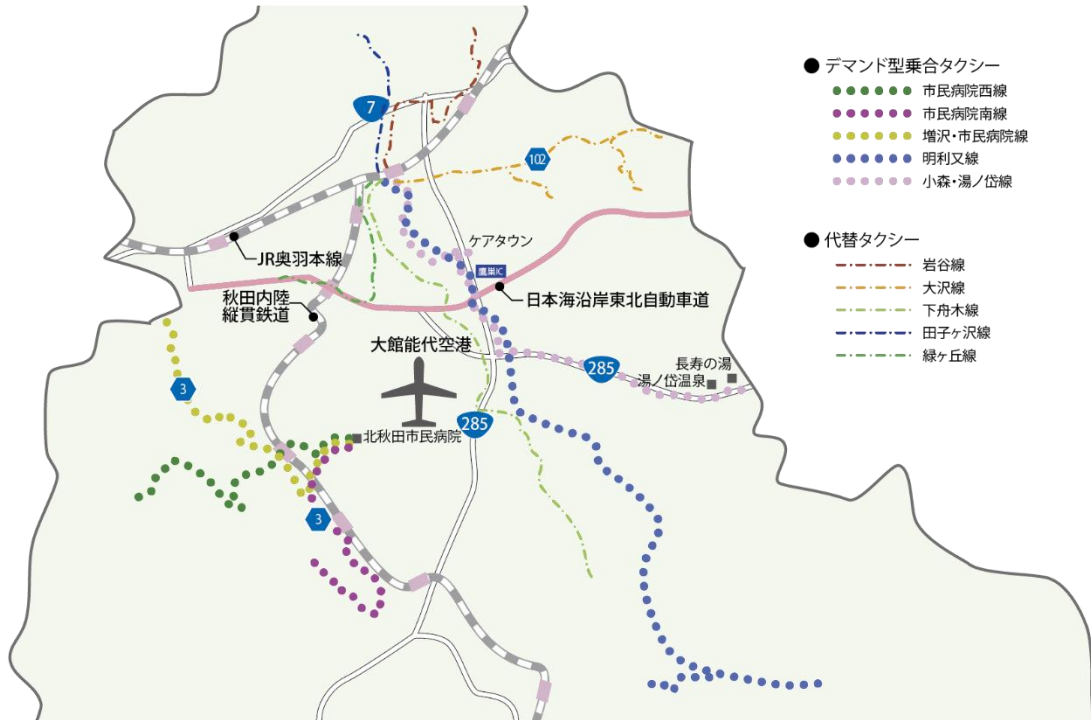 ● デマンド型乗合タクシー
市民病院西線
市民病院南線
増沢・市民病院線
明利又線
小森・湯ノ岱線
● 代替タクシー
岩谷線
大沢線
下舟木線
田子ヶ沢線
緑ヶ丘線
7
102
ケアタウン
JR奥羽本線
鷹巣IC
秋田内陸
縦貫鉄道
日本海沿岸東北自動車道
大館能代空港
285
長寿の湯
湯ノ岱温泉
3
285
北秋田市民病院
3